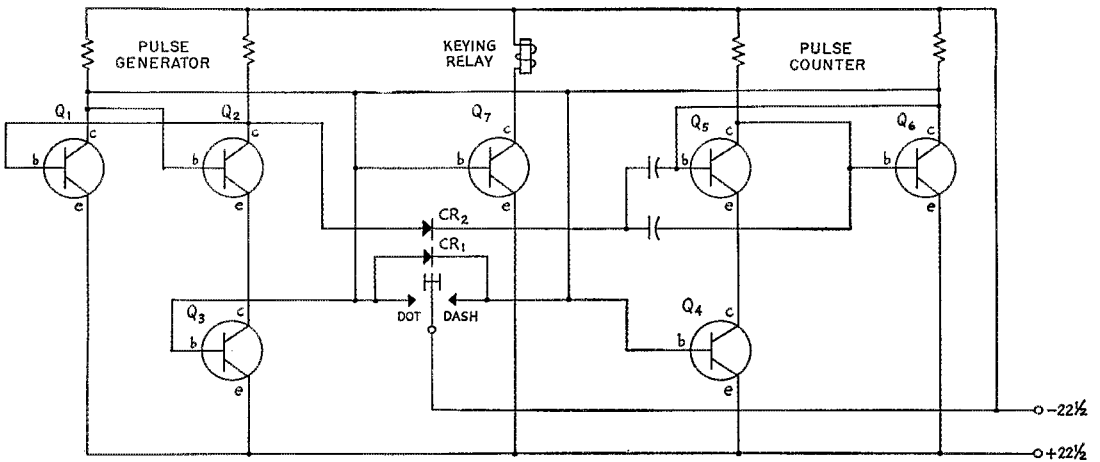 PULSE
GENERATOR
KEYING
RELAY
PULSE
COUNTER
Q1
c
b
e
Q2
c
b
e
Q7
c
b
e
Q5
c
b
e
Q6
c
b
e
CR2
CR1
DOT
DASH
Q3
c
b
e
Q4
c
b
e
-22½
+22½